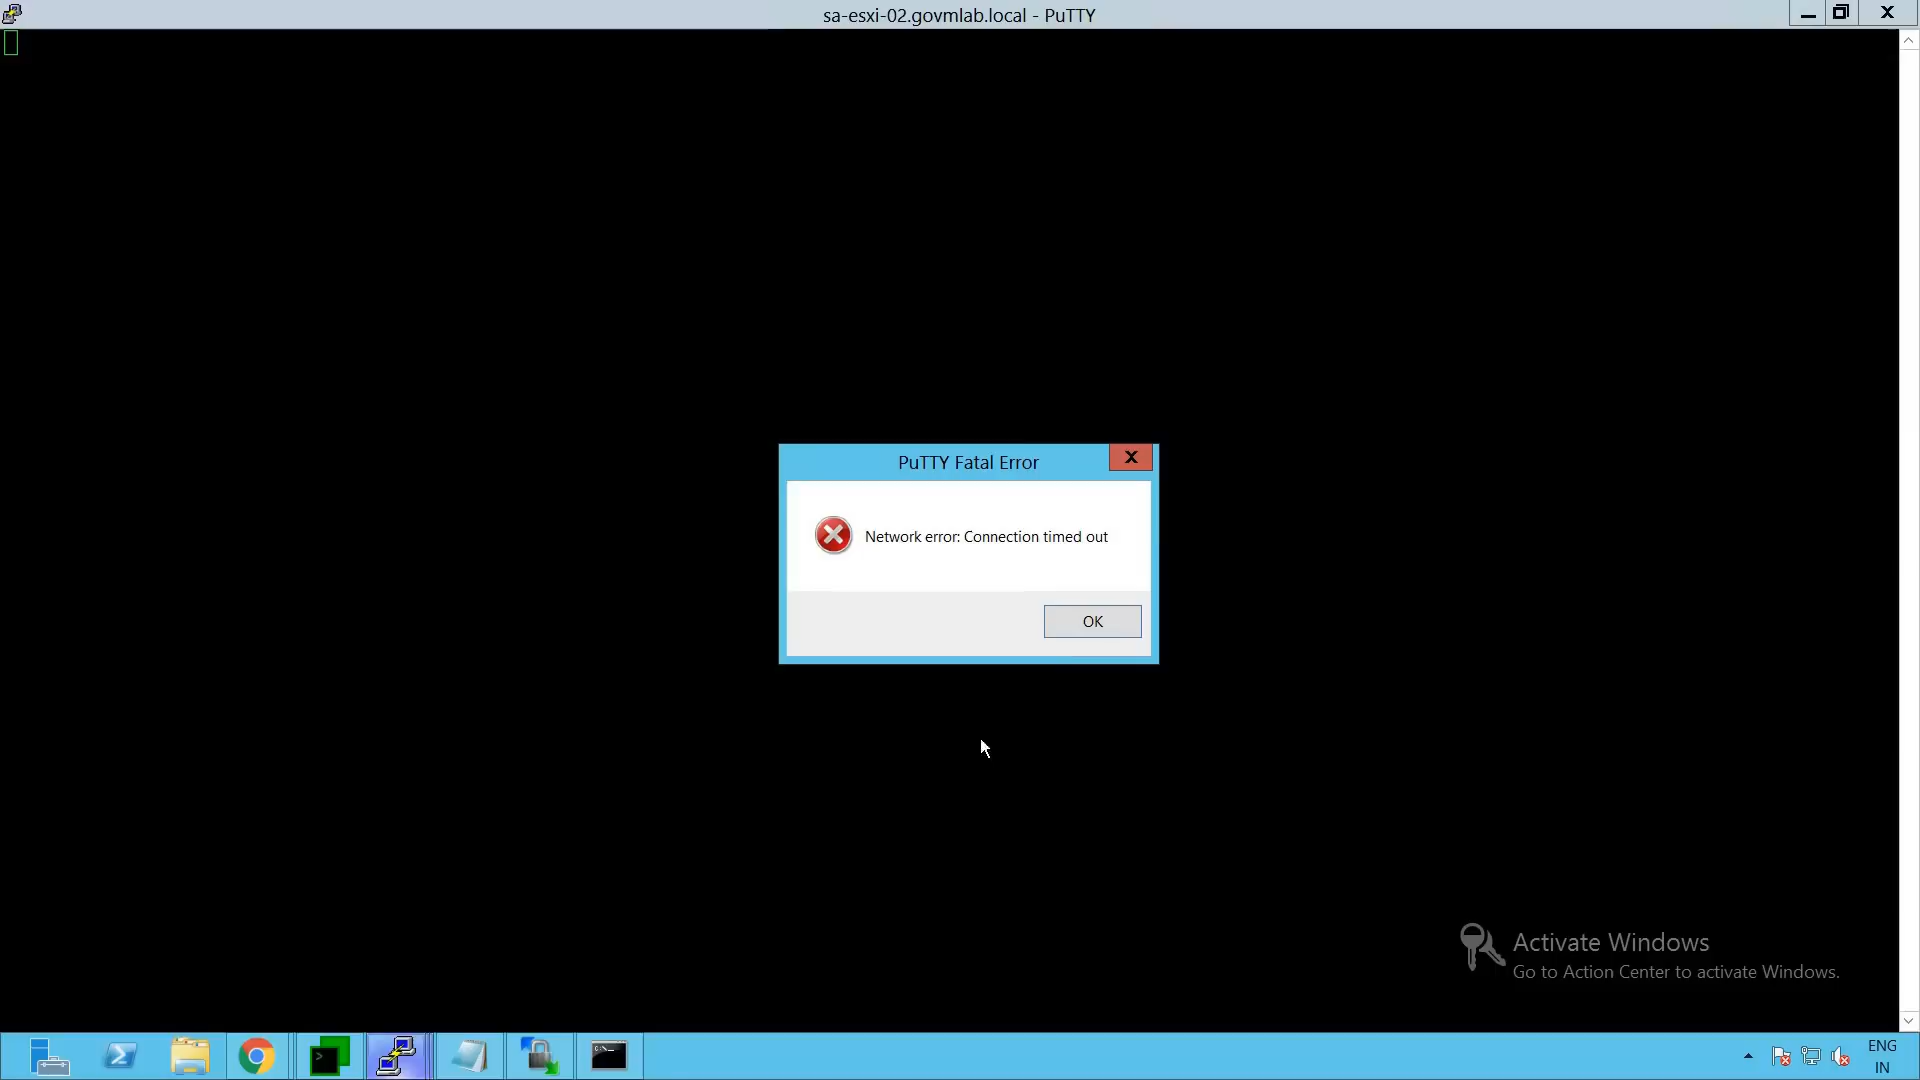 sa-esxi-02.govmlab.local - PuTTY
PuTTY Fatal Error
Network error: Connection timed out
OK
Activate Windows
Go to Action Center to activate Windows.
ENG
IN